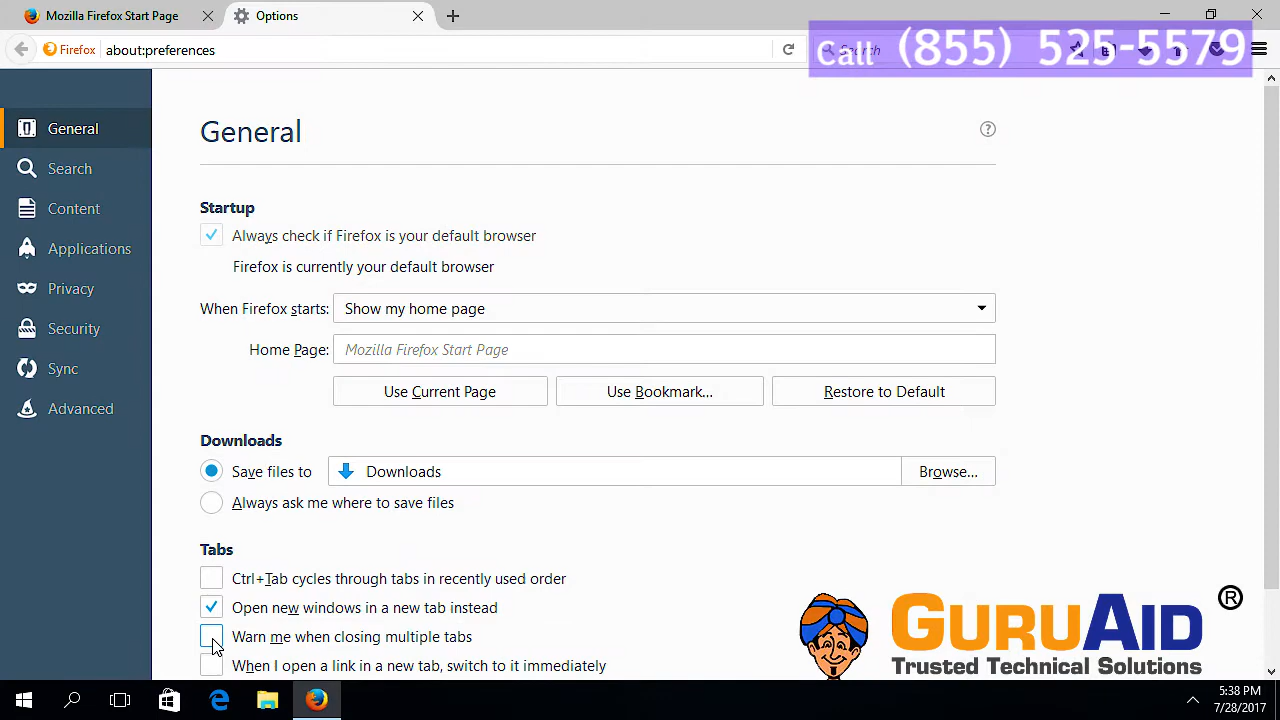 Mozilla Firefox Start Page
Options
Firefox
about:preferences
Search
Call (855) 525-5579
General
Search
Content
Applications
Privacy
Security
Sync
Advanced
General
?
Startup
Always check if Firefox is your default browser
Firefox is currently your default browser
When Firefox starts:
Show my home page
Home Page:
Mozilla Firefox Start Page
Use Current Page
Use Bookmark...
Restore to Default
Downloads
Save files to
Downloads
Browse...
Always ask me where to save files
Tabs
Ctrl+Tab cycles through tabs in recently used order
Open new windows in a new tab instead
Warn me when closing multiple tabs
When I open a link in a new tab, switch to it immediately
GURUAID ®
Trusted Technical Solutions
5:38 PM
7/28/2017